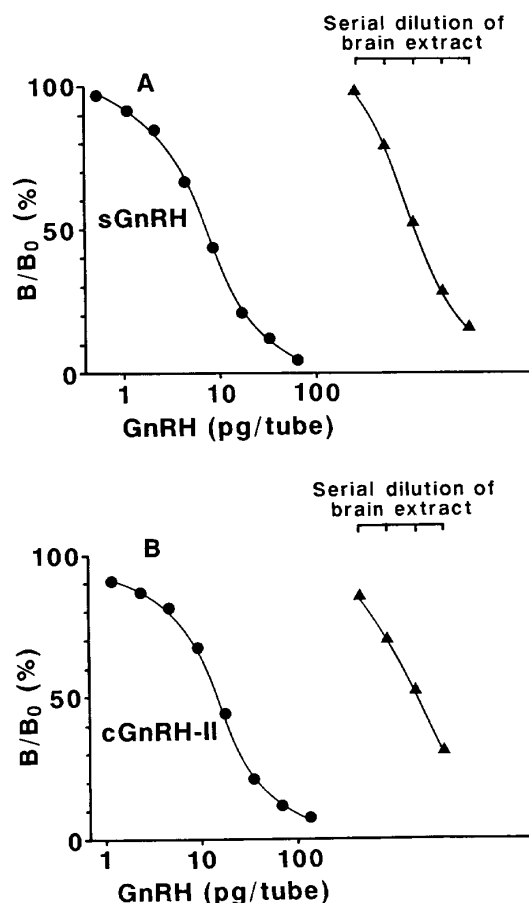 Serial dilution of
brain extract
A
100
50
0
B/B₀ (%)
sGnRH
1 10 100
GnRH (pg/tube)
Serial dilution of
brain extract
B
100
50
0
B/B₀ (%)
cGnRH-II
1 10 100
GnRH (pg/tube)